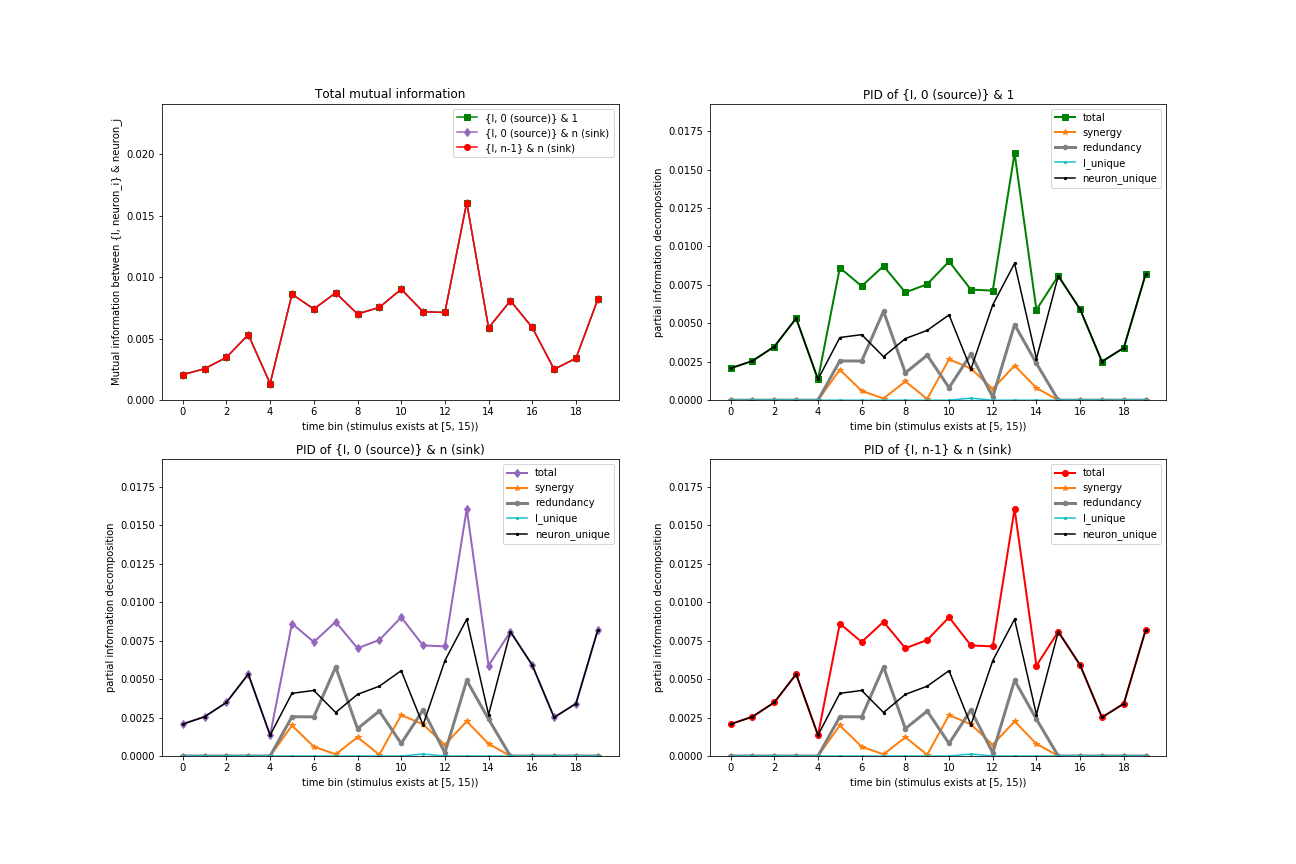 Total mutual information
Mutual information between {I, neuron_i} & neuron_j
0.020
0.015
0.010
0.005
0.000
{I, 0 (source)} & 1
{I, 0 (source)} & n (sink)
{I, n-1} & n (sink)
0 2 4 6 8 10 12 14 16 18
time bin (stimulus exists at [5, 15))
PID of {I, 0 (source)} & 1
partial information decomposition
0.0175
0.0150
0.0125
0.0100
0.0075
0.0050
0.0025
0.0000
total
synergy
redundancy
I_unique
neuron_unique
0 2 4 6 8 10 12 14 16 18
time bin (stimulus exists at [5, 15))
PID of {I, 0 (source)} & n (sink)
partial information decomposition
0.0175
0.0150
0.0125
0.0100
0.0075
0.0050
0.0025
0.0000
total
synergy
redundancy
I_unique
neuron_unique
0 2 4 6 8 10 12 14 16 18
time bin (stimulus exists at [5, 15))
PID of {I, n-1} & n (sink)
partial information decomposition
0.0175
0.0150
0.0125
0.0100
0.0075
0.0050
0.0025
0.0000
total
synergy
redundancy
I_unique
neuron_unique
0 2 4 6 8 10 12 14 16 18
time bin (stimulus exists at [5, 15))